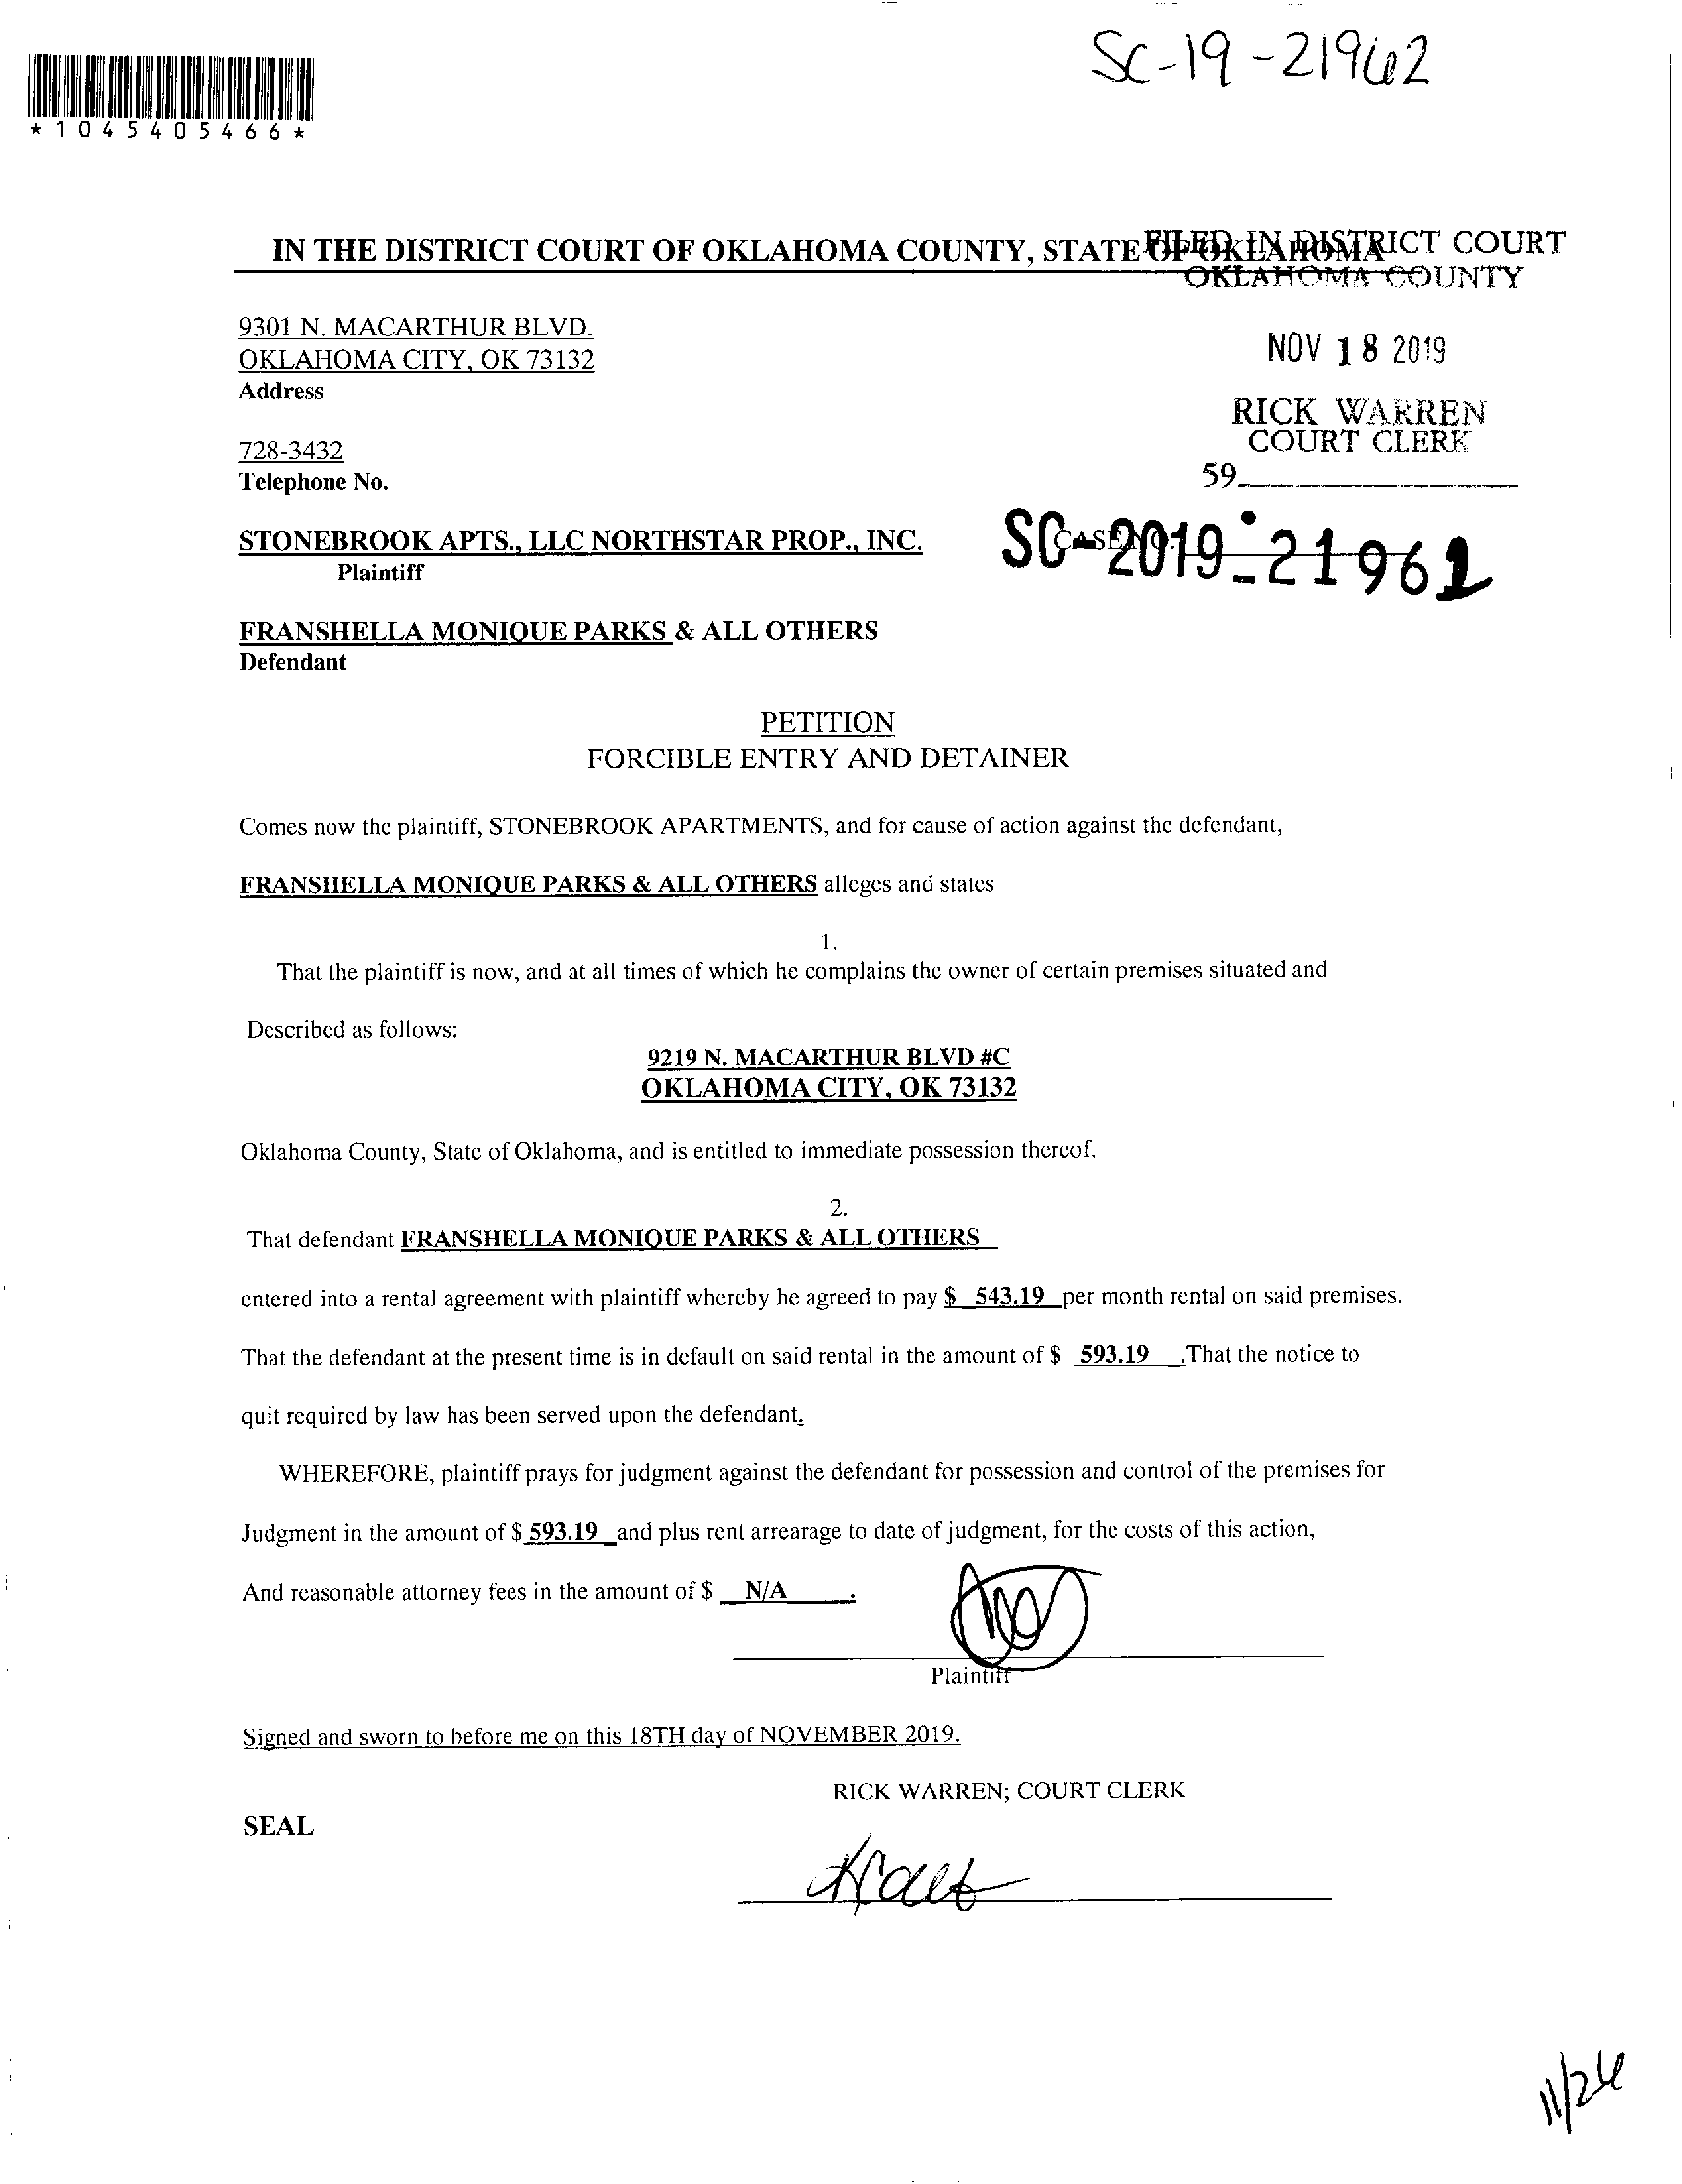 SC-19-21962
*1045405466*
IN THE DISTRICT COURT OF OKLAHOMA COUNTY, STATE OF OKLAHOMA
FILED IN DISTRICT COURT
OKLAHOMA COUNTY
9301 N. MACARTHUR BLVD.
OKLAHOMA CITY, OK 73132
Address
NOV 18 2019
RICK WARREN
COURT CLERK
728-3432
Telephone No.
59
STONEBROOK APTS., LLC NORTHSTAR PROP., INC.
Plaintiff
CASE NO.
SC-2019-21962
FRANSHELLA MONIQUE PARKS & ALL OTHERS
Defendant
PETITION
FORCIBLE ENTRY AND DETAINER
Comes now the plaintiff, STONEBROOK APARTMENTS, and for cause of action against the defendant,
FRANSHELLA MONIQUE PARKS & ALL OTHERS alleges and states
1.
That the plaintiff is now, and at all times of which he complains the owner of certain premises situated and
Described as follows:
9219 N. MACARTHUR BLVD #C
OKLAHOMA CITY, OK 73132
Oklahoma County, State of Oklahoma, and is entitled to immediate possession thereof.
2.
That defendant FRANSHELLA MONIQUE PARKS & ALL OTHERS
entered into a rental agreement with plaintiff whereby he agreed to pay $ 543.19 per month rental on said premises.
That the defendant at the present time is in default on said rental in the amount of $ 593.19 .That the notice to
quit required by law has been served upon the defendant.
WHEREFORE, plaintiff prays for judgment against the defendant for possession and control of the premises for
Judgment in the amount of $ 593.19 and plus rent arrearage to date of judgment, for the costs of this action,
And reasonable attorney fees in the amount of $ N/A .
Plaintiff
Signed and sworn to before me on this 18TH day of NOVEMBER 2019.
RICK WARREN; COURT CLERK
SEAL
11/26